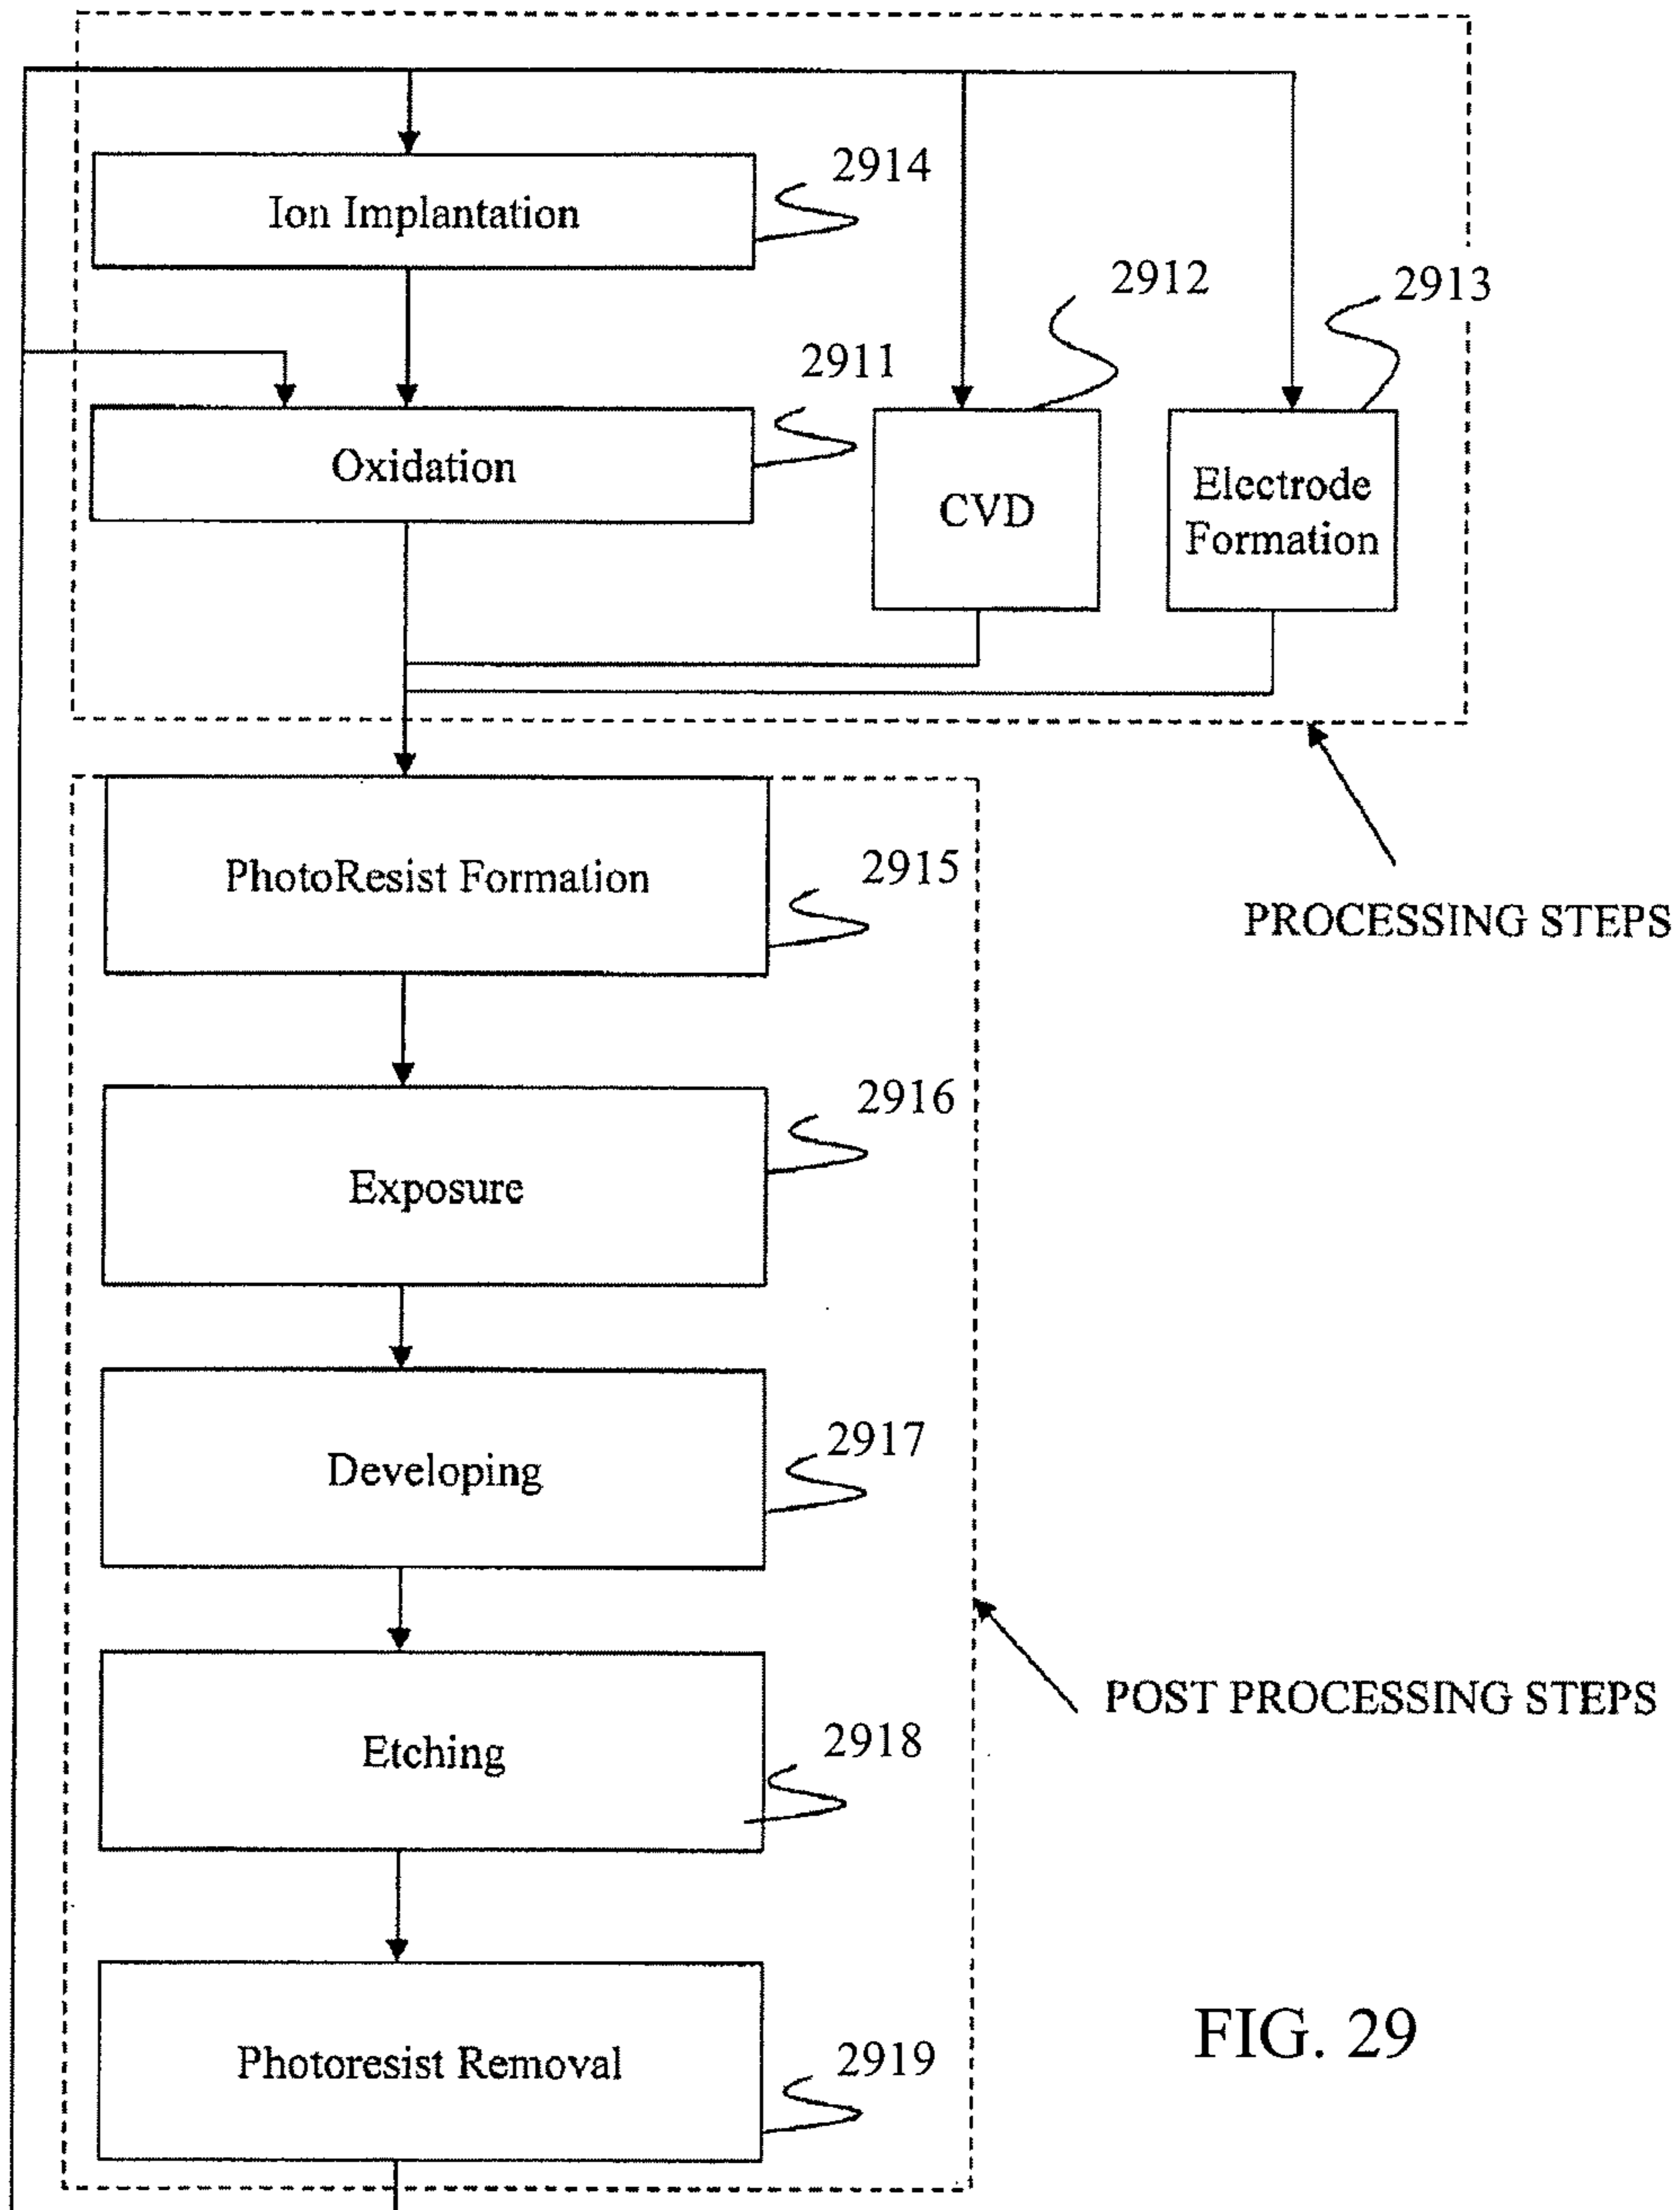 2914
Ion Implantation
2912
2913
2911
Oxidation
CVD
Electrode
Formation
2915
PhotoResist Formation
PROCESSING STEPS
2916
Exposure
2917
Developing
POST PROCESSING STEPS
2918
Etching
2919
Photoresist Removal
FIG. 29